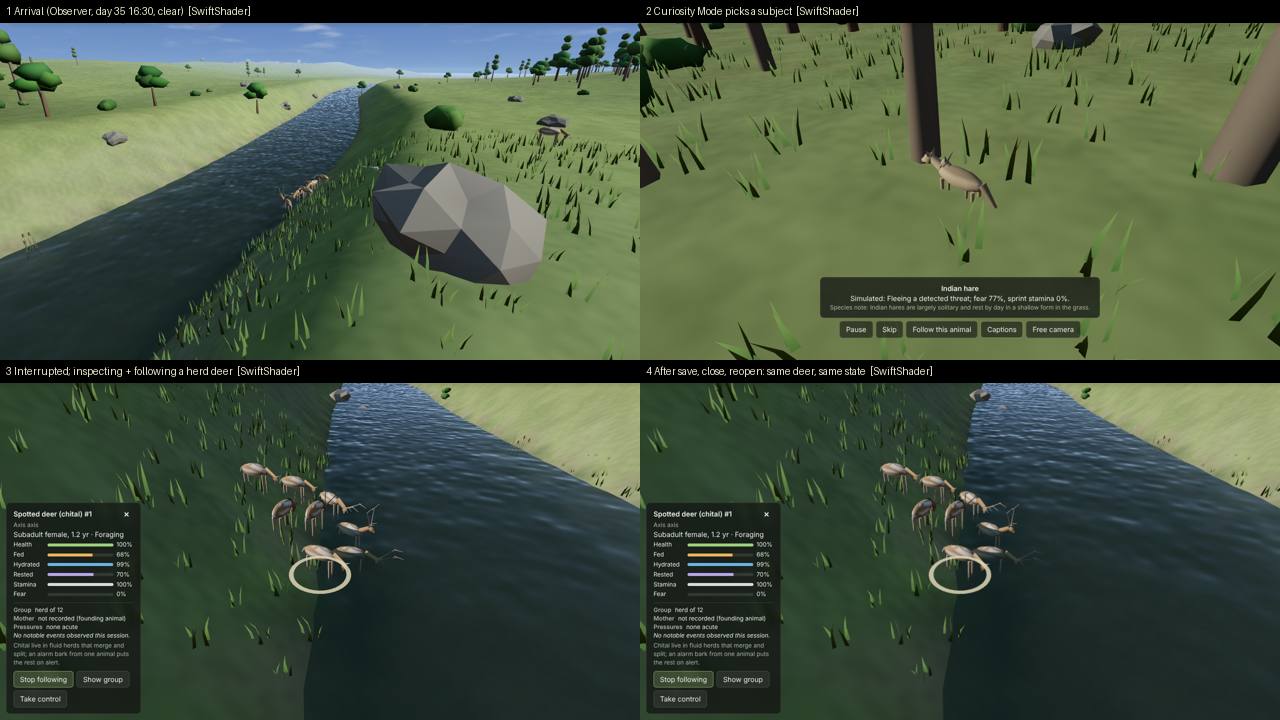 1 Arrival (Observer, day 35 16:30, clear) [SwiftShader]
2 Curiosity Mode picks a subject [SwiftShader]
Indian hare
Simulated: Fleeing a detected threat; fear 77%, sprint stamina 0%.
Species note: Indian hares are largely solitary and rest by day in a shallow form in the grass.
Pause Skip Follow this animal Captions Free camera
3 Interrupted; inspecting + following a herd deer [SwiftShader]
Spotted deer (chital) #1 ×
Axis axis
Subadult female, 1.2 yr · Foraging
Health 100%
Fed 68%
Hydrated 99%
Rested 70%
Stamina 100%
Fear 0%
Group herd of 12
Mother not recorded (founding animal)
Pressures none acute
No notable events observed this session.
Chital live in fluid herds that merge and
split; an alarm bark from one animal puts
the rest on alert.
Stop following Show group
Take control
4 After save, close, reopen: same deer, same state [SwiftShader]
Spotted deer (chital) #1 ×
Axis axis
Subadult female, 1.2 yr · Foraging
Health 100%
Fed 68%
Hydrated 99%
Rested 70%
Stamina 100%
Fear 0%
Group herd of 12
Mother not recorded (founding animal)
Pressures none acute
No notable events observed this session.
Chital live in fluid herds that merge and
split; an alarm bark from one animal puts
the rest on alert.
Stop following Show group
Take control